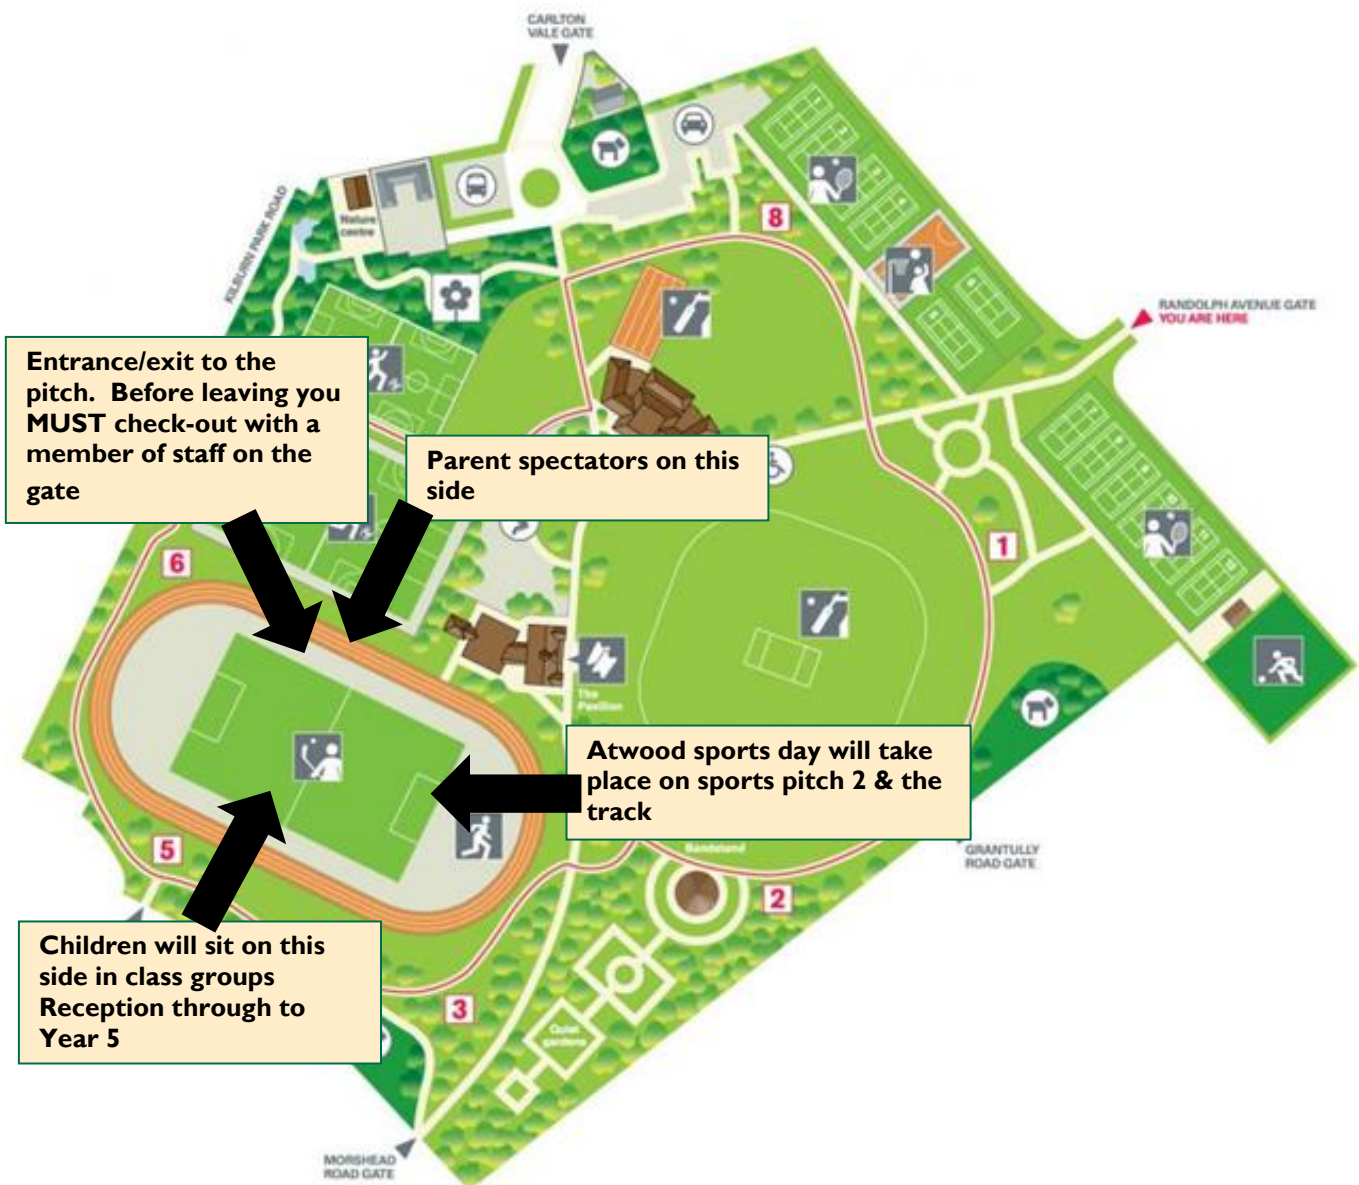 CARLTON
VALE GATE
KILBURN PARK ROAD
Nature
centre
8
RANDOLPH AVENUE GATE
YOU ARE HERE
Entrance/exit to the
pitch. Before leaving you
MUST check-out with a
member of staff on the
gate
Parent spectators on this
side
1
6
The
Pavilion
Atwood sports day will take
place on sports pitch 2 & the
track
Bandstand
GRANTULLY
ROAD GATE
5
2
Children will sit on this
side in class groups
Reception through to
Year 5
3
Quiet
gardens
MORSHEAD
ROAD GATE